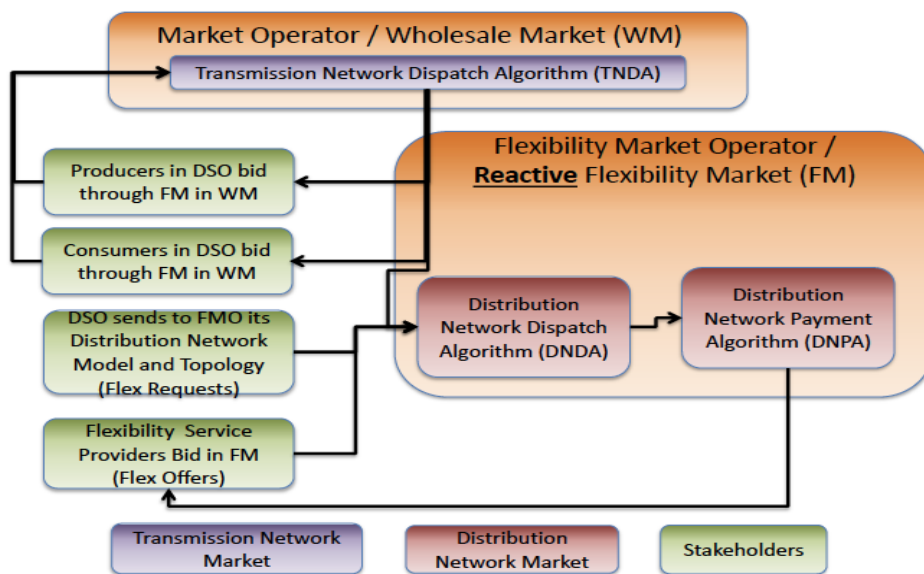 Market Operator / Wholesale Market (WM)
Transmission Network Dispatch Algorithm (TNDA)
Flexibility Market Operator /
Reactive Flexibility Market (FM)
Producers in DSO bid
through FM in WM
Consumers in DSO bid
through FM in WM
DSO sends to FMO its
Distribution Network
Model and Topology
(Flex Requests)
Flexibility Service
Providers Bid in FM
(Flex Offers)
Distribution
Network Dispatch
Algorithm (DNDA)
Distribution
Network Payment
Algorithm (DNPA)
Transmission Network
Market
Distribution
Network Market
Stakeholders